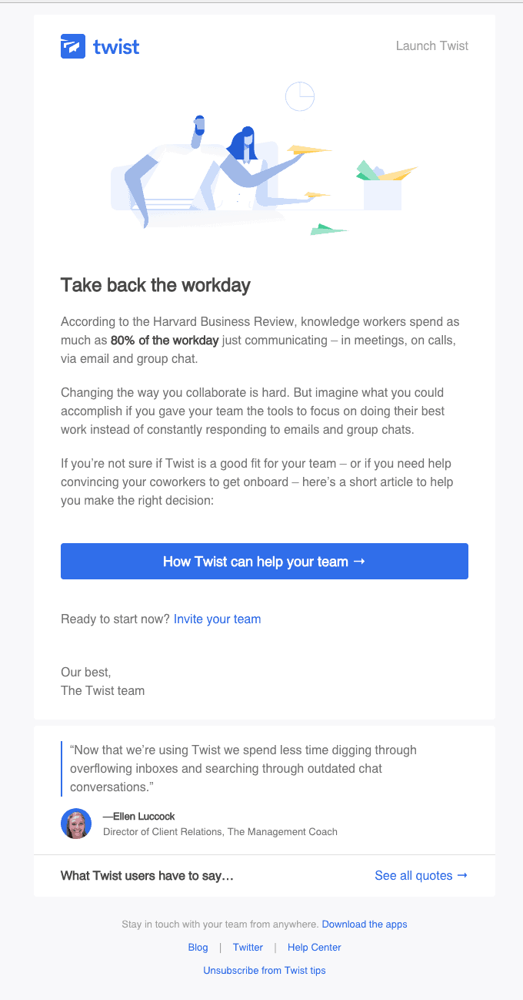 twist
Launch Twist
Take back the workday
According to the Harvard Business Review, knowledge workers spend as
much as 80% of the workday just communicating – in meetings, on calls,
via email and group chat.
Changing the way you collaborate is hard. But imagine what you could
accomplish if you gave your team the tools to focus on doing their best
work instead of constantly responding to emails and group chats.
If you’re not sure if Twist is a good fit for your team – or if you need help
convincing your coworkers to get onboard – here’s a short article to help
you make the right decision:
How Twist can help your team →
Ready to start now? Invite your team
Our best,
The Twist team
“Now that we’re using Twist we spend less time digging through
overflowing inboxes and searching through outdated chat
conversations.”
—Ellen Luccock
Director of Client Relations, The Management Coach
What Twist users have to say…
See all quotes →
Stay in touch with your team from anywhere. Download the apps
Blog | Twitter | Help Center
Unsubscribe from Twist tips